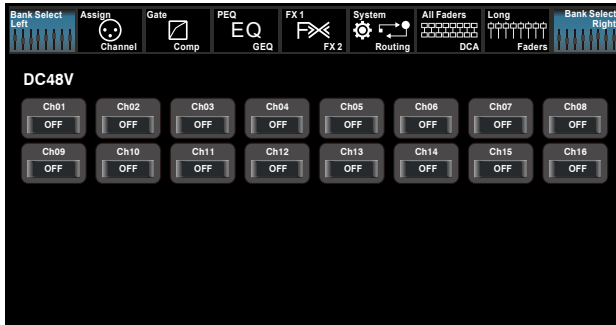 Bank Select
Left
Assign
Channel
Gate
Comp
PEQ
EQ
GEQ
FX 1
FX
FX 2
System
Routing
All Faders
DCA
Long
Faders
Bank Select
Right
DC48V
Ch01 Ch02 Ch03 Ch04 Ch05 Ch06 Ch07 Ch08
OFF OFF OFF OFF OFF OFF OFF OFF
Ch09 Ch10 Ch11 Ch12 Ch13 Ch14 Ch15 Ch16
OFF OFF OFF OFF OFF OFF OFF OFF